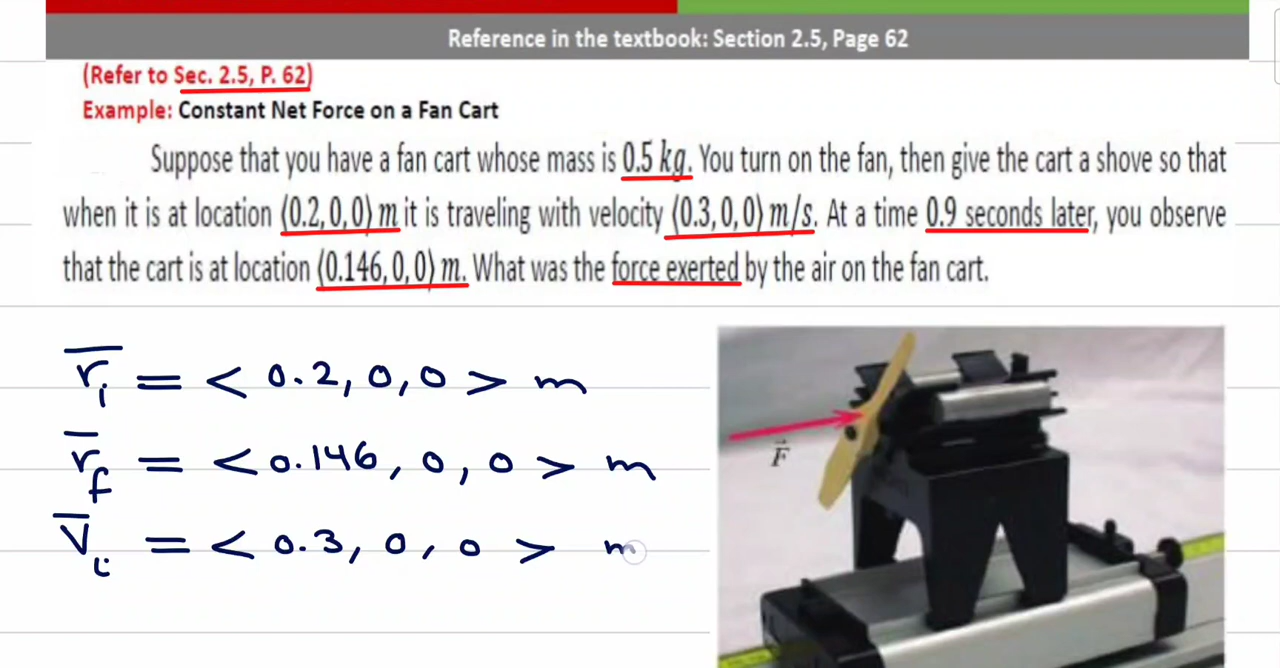 Reference in the textbook: Section 2.5, Page 62
(Refer to Sec. 2.5, P. 62)
Example: Constant Net Force on a Fan Cart
Suppose that you have a fan cart whose mass is 0.5 kg. You turn on the fan, then give the cart a shove so that
when it is at location ⟨0.2, 0, 0⟩ m it is traveling with velocity ⟨0.3, 0, 0⟩ m/s. At a time 0.9 seconds later, you observe
that the cart is at location ⟨0.146, 0, 0⟩ m. What was the force exerted by the air on the fan cart.
r̅ᵢ = < 0.2, 0, 0 > m
r̅_f = < 0.146, 0, 0 > m
V̅ᵢ = < 0.3, 0, 0 > m
F⃗